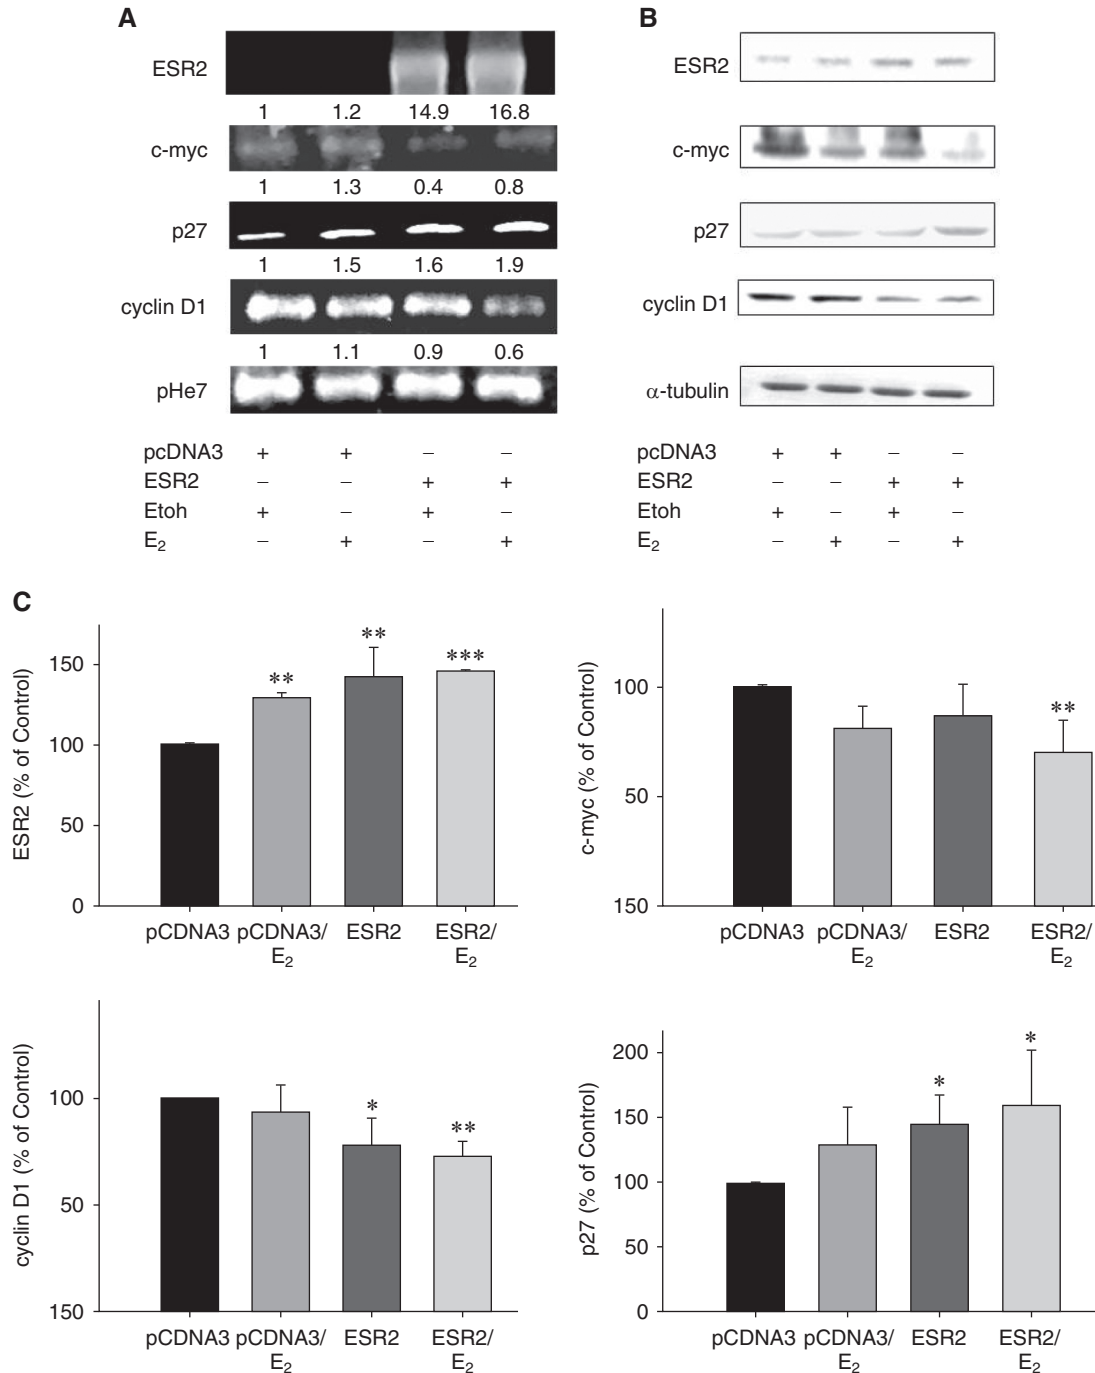 A
ESR2
1 1.2 14.9 16.8
c-myc
1 1.3 0.4 0.8
p27
1 1.5 1.6 1.9
cyclin D1
1 1.1 0.9 0.6
pHe7
pcDNA3 + + – –
ESR2 – – + +
Etoh + – + –
E2 – + – +
B
ESR2
c-myc
p27
cyclin D1
α-tubulin
pcDNA3 + + – –
ESR2 – – + +
Etoh + – + –
E2 – + – +
C
ESR2 (% of Control)
150
100
50
0
**
**
***
pCDNA3 pCDNA3/ ESR2 ESR2/
E2 E2
c-myc (% of Control)
100
50
150
**
pCDNA3 pCDNA3/ ESR2 ESR2/
E2 E2
cyclin D1 (% of Control)
100
50
150
*
**
pCDNA3 pCDNA3/ ESR2 ESR2/
E2 E2
p27 (% of Control)
200
150
100
50
0
*
*
pCDNA3 pCDNA3/ ESR2 ESR2/
E2 E2